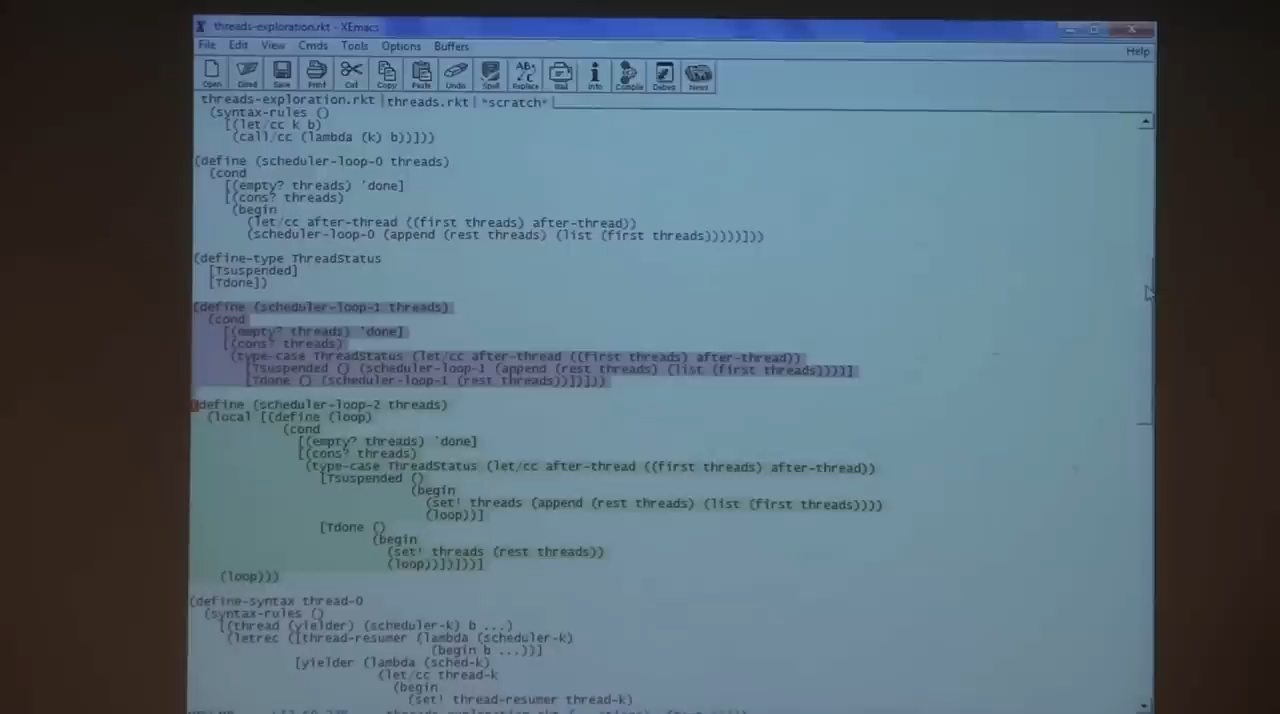 threads-exploration.rkt - XEmacs
File Edit View Cmds Tools Options Buffers Help
Open Dired Save Print Cut Copy Paste Undo Spell Replace Mail Info Compile Debug News
threads-exploration.rkt threads.rkt *scratch*
(syntax-rules ()
[(let/cc k b)
(call/cc (lambda (k) b))]))
(define (scheduler-loop-0 threads)
(cond
[(empty? threads) 'done]
[(cons? threads)
(begin
(let/cc after-thread ((first threads) after-thread))
(scheduler-loop-0 (append (rest threads) (list (first threads)))))]))
(define-type ThreadStatus
[Tsuspended]
[Tdone])
(define (scheduler-loop-1 threads)
(cond
[(empty? threads) 'done]
[(cons? threads)
(type-case ThreadStatus (let/cc after-thread ((first threads) after-thread))
[Tsuspended () (scheduler-loop-1 (append (rest threads) (list (first threads))))]
[Tdone () (scheduler-loop-1 (rest threads))])]))
(define (scheduler-loop-2 threads)
(local [(define (loop)
(cond
[(empty? threads) 'done]
[(cons? threads)
(type-case ThreadStatus (let/cc after-thread ((first threads) after-thread))
[Tsuspended ()
(begin
(set! threads (append (rest threads) (list (first threads))))
(loop))]
[Tdone ()
(begin
(set! threads (rest threads))
(loop))])]))]
(loop)))
(define-syntax thread-0
(syntax-rules ()
[(thread (yielder) (scheduler-k) b ...)
(letrec ([thread-resumer (lambda (scheduler-k)
(begin b ...))]
[yielder (lambda (sched-k)
(let/cc thread-k
(begin
(set! thread-resumer thread-k)